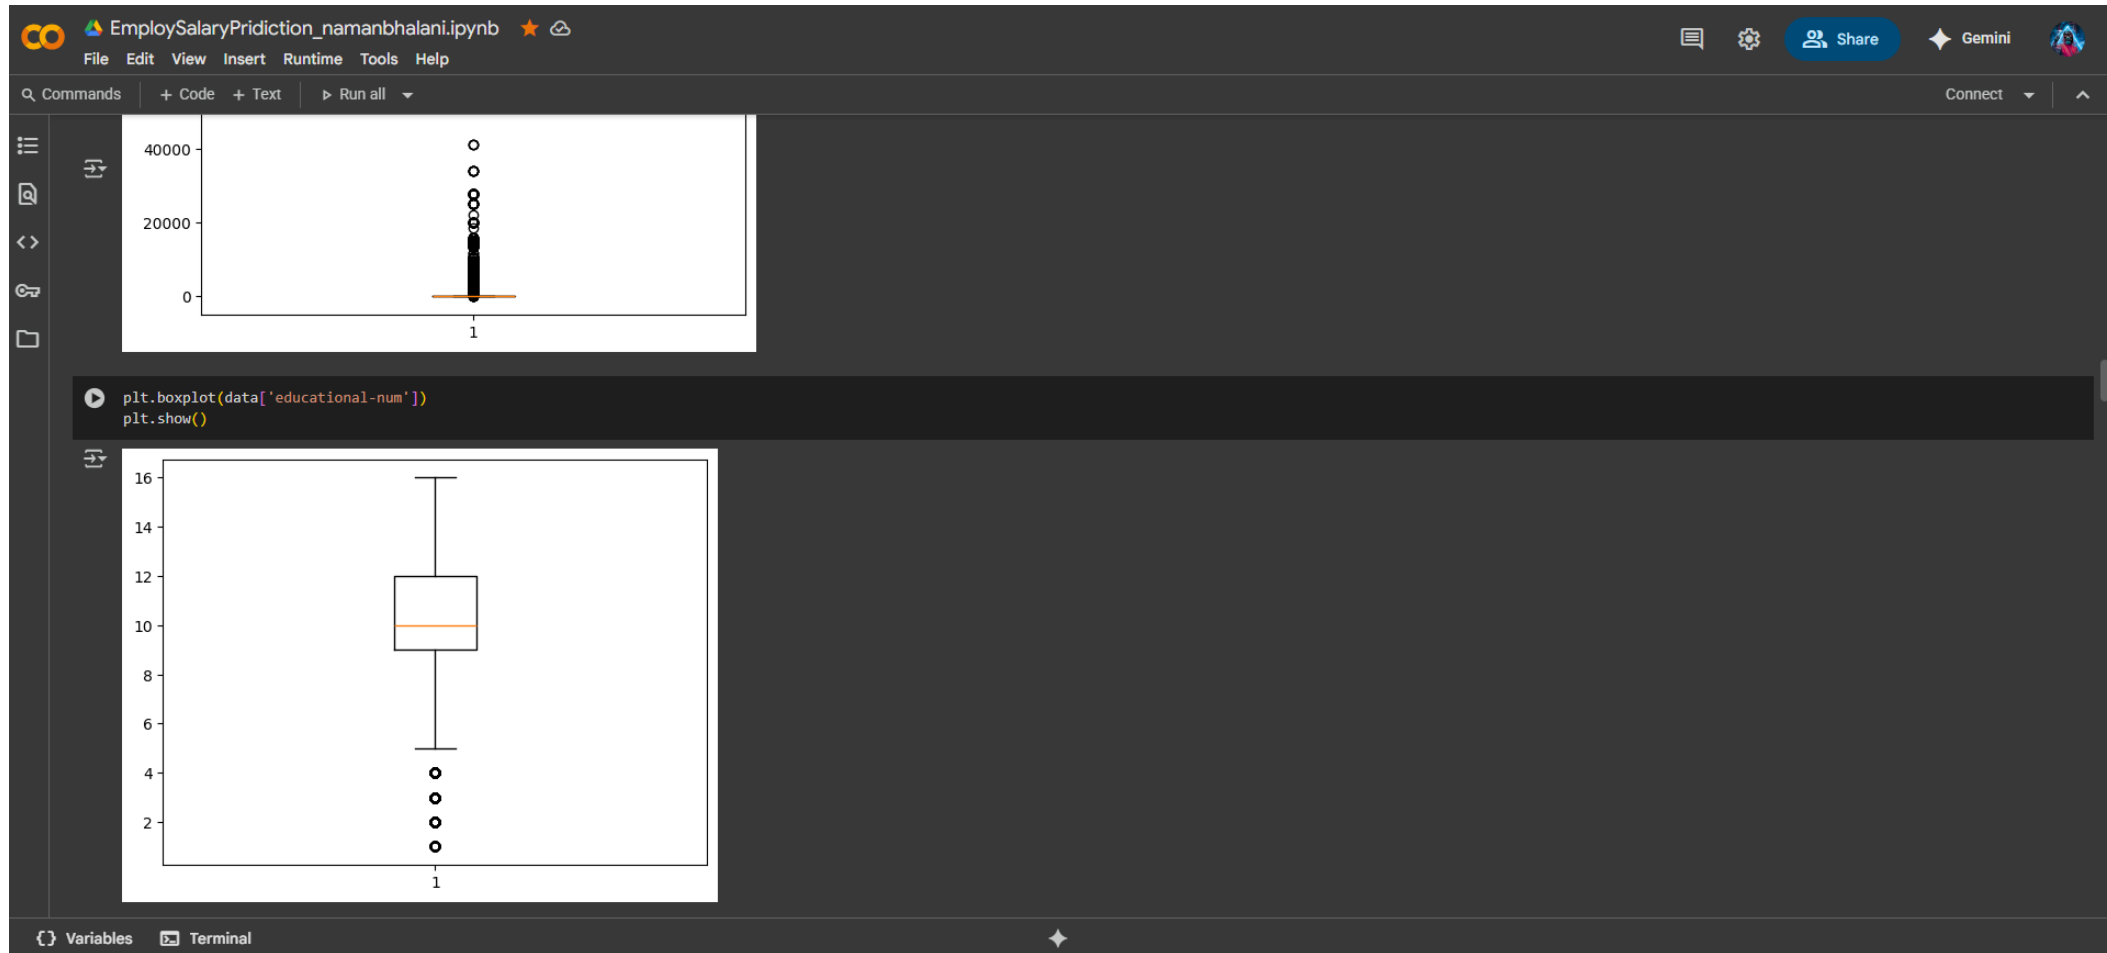 EmploySalaryPridiction_namanbhalani.ipynb
File Edit View Insert Runtime Tools Help
Share
Gemini
Commands + Code + Text Run all
Connect
40000
20000
0
1
plt.boxplot(data['educational-num'])
plt.show()
16
14
12
10
8
6
4
2
1
Variables Terminal